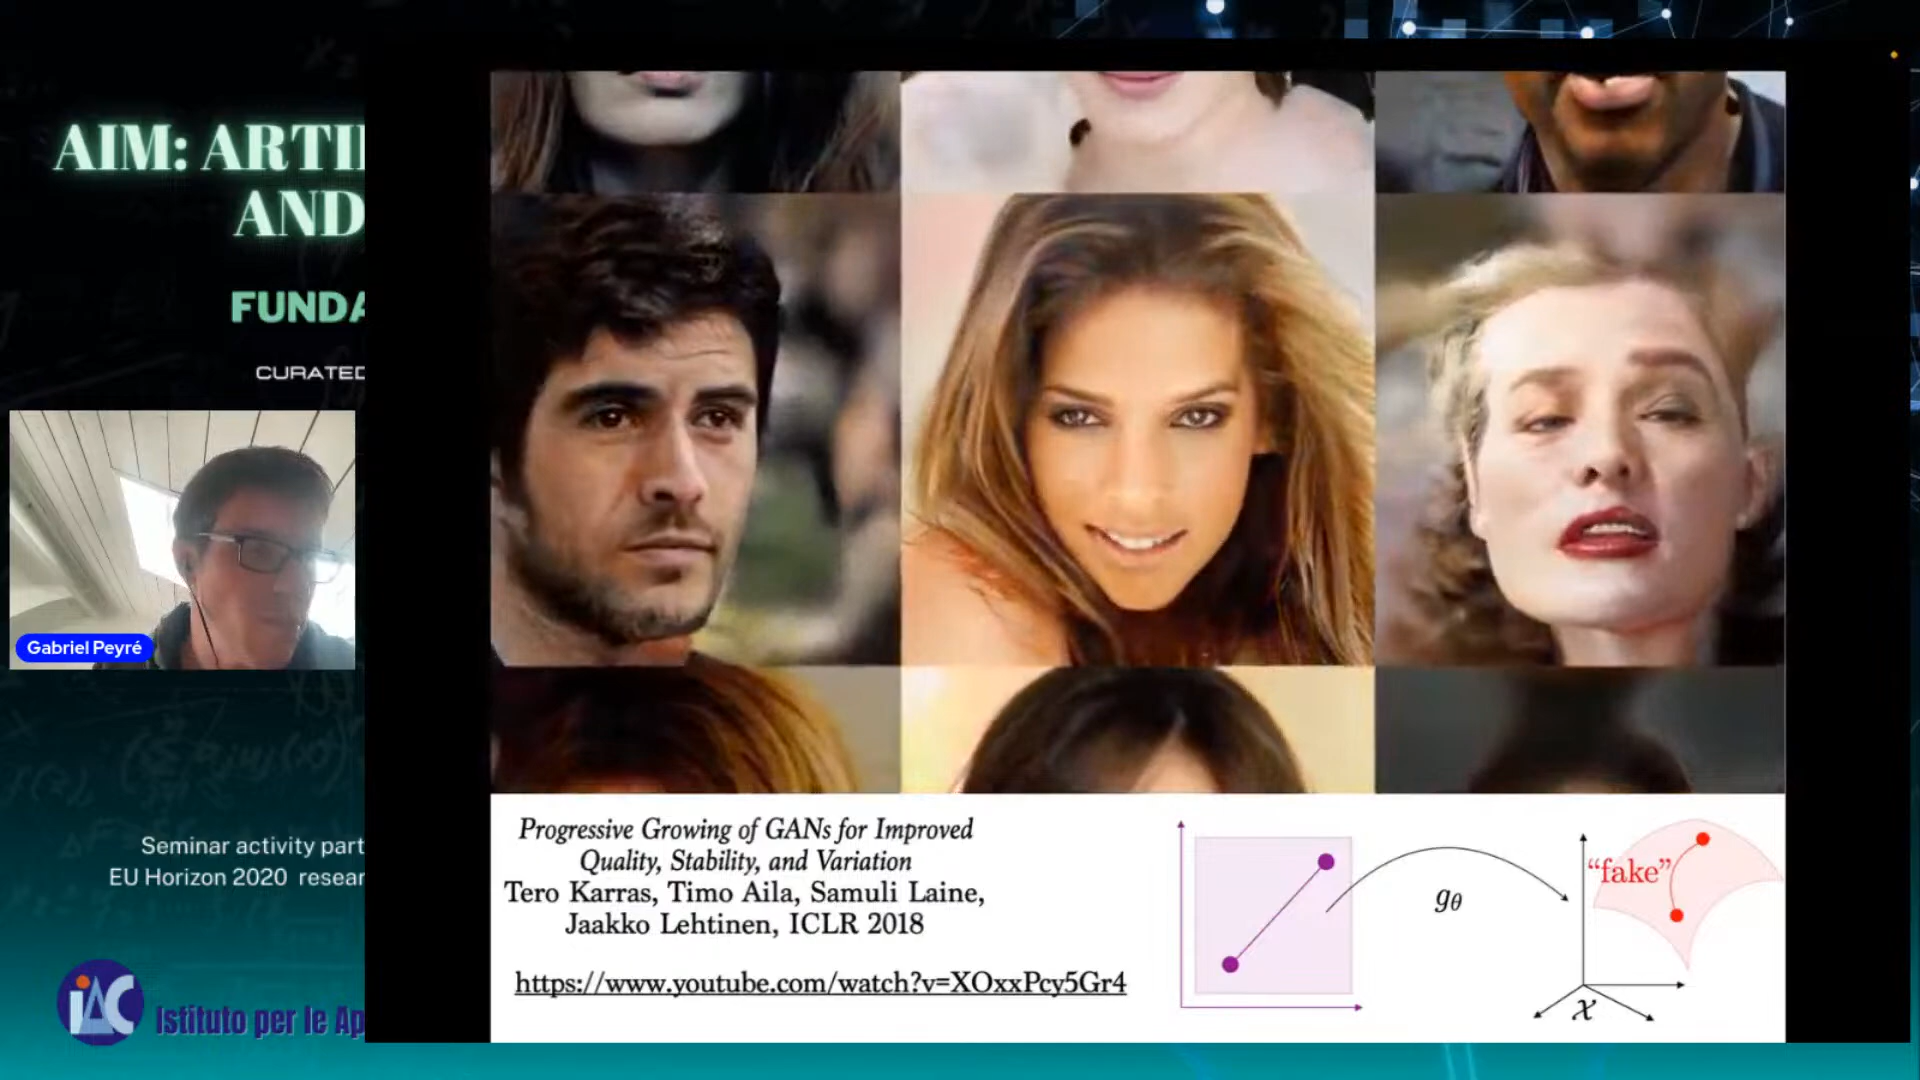 AIM: ARTI
AND
FUNDA
CURATED
Gabriel Peyré
Seminar activity part
EU Horizon 2020 resear
iAC
Istituto per le Ap
Progressive Growing of GANs for Improved
Quality, Stability, and Variation
Tero Karras, Timo Aila, Samuli Laine,
Jaakko Lehtinen, ICLR 2018
https://www.youtube.com/watch?v=XOxxPcy5Gr4
gθ
“fake”
𝒳